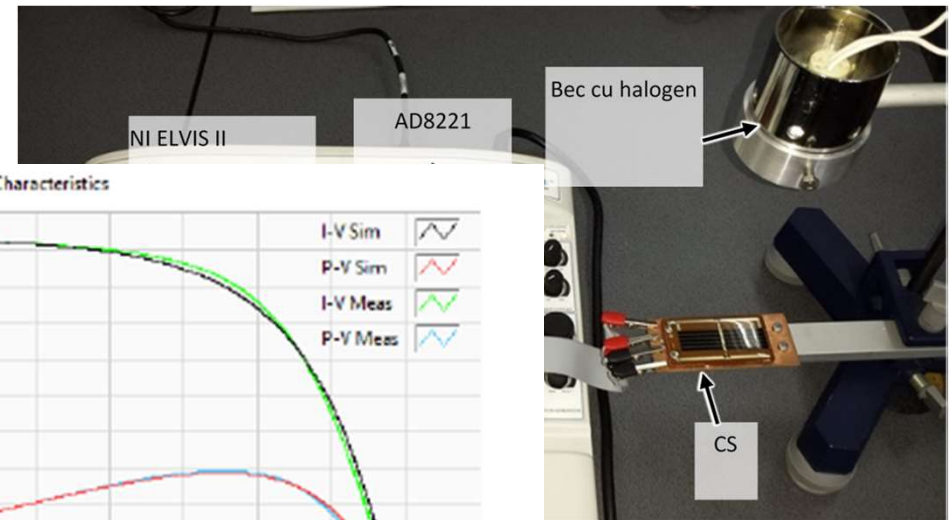 Bec cu halogen
AD8221
NI ELVIS II
Characteristics
I-V Sim
P-V Sim
I-V Meas
P-V Meas
CS